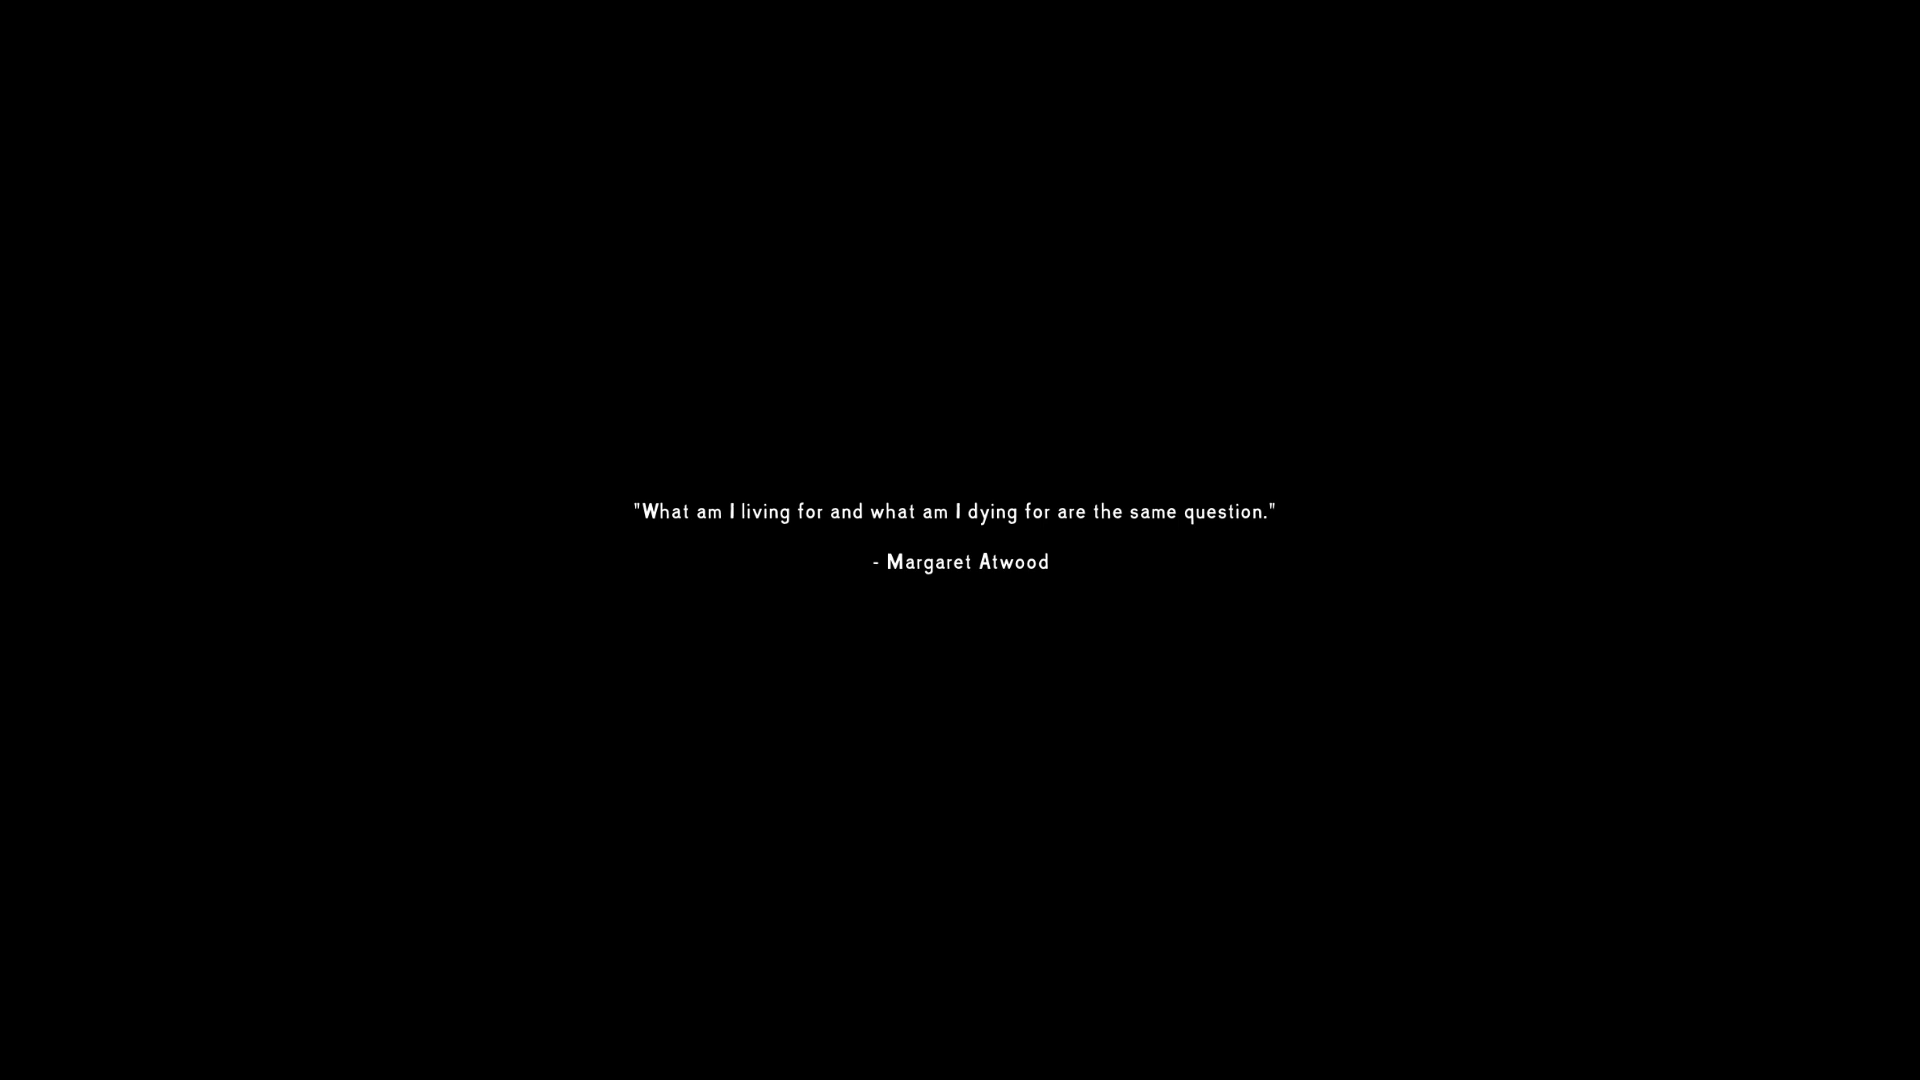 "What am I living for and what am I dying for are the same question."
- Margaret Atwood